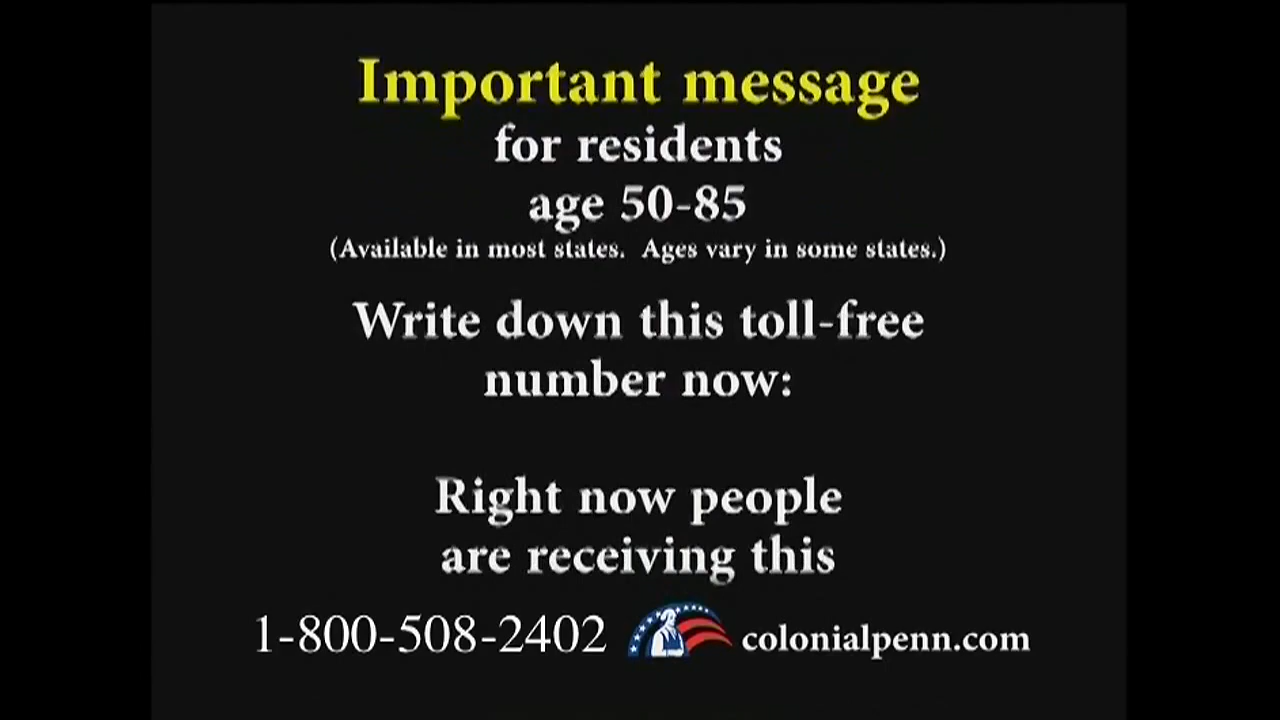 Important message
for residents
age 50-85
(Available in most states. Ages vary in some states.)
Write down this toll-free
number now:
Right now people
are receiving this
1-800-508-2402 colonialpenn.com